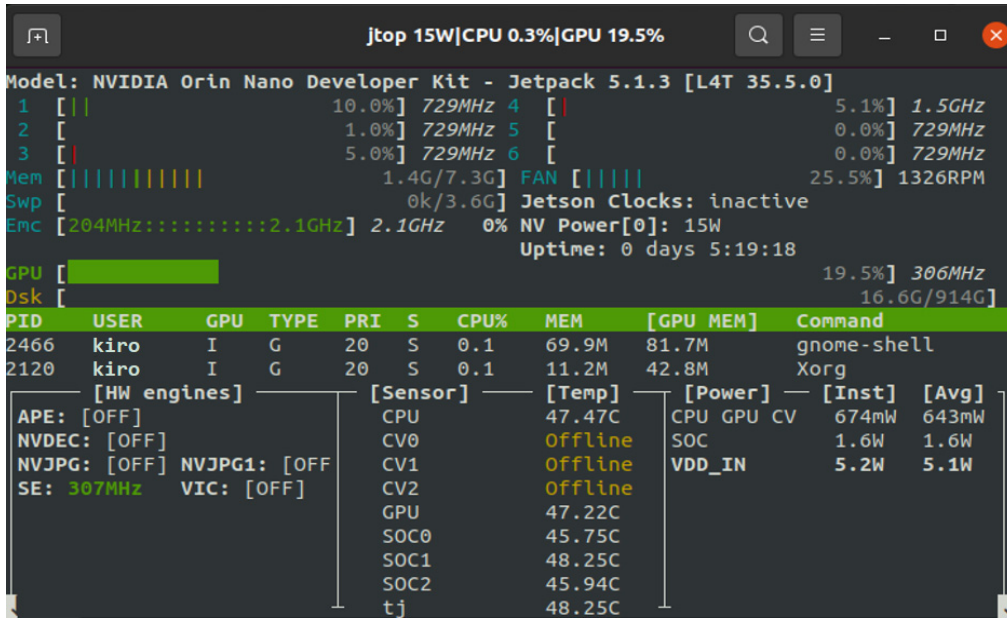 jtop 15W|CPU 0.3%|GPU 19.5%
Model: NVIDIA Orin Nano Developer Kit - Jetpack 5.1.3 [L4T 35.5.0]
1 [|| 10.0%] 729MHz 4 [| 5.1%] 1.5GHz
2 [ 1.0%] 729MHz 5 [ 0.0%] 729MHz
3 [| 5.0%] 729MHz 6 [ 0.0%] 729MHz
Mem [|||||||||||| 1.4G/7.3G] FAN [||||| 25.5%] 1326RPM
Swp [ 0k/3.6G] Jetson Clocks: inactive
Emc [204MHz::::::::::2.1GHz] 2.1GHz 0% NV Power[0]: 15W
Uptime: 0 days 5:19:18
GPU [ 19.5%] 306MHz
Dsk [ 16.6G/914G]
PID USER GPU TYPE PRI S CPU% MEM [GPU MEM] Command
2466 kiro I G 20 S 0.1 69.9M 81.7M gnome-shell
2120 kiro I G 20 S 0.1 11.2M 42.8M Xorg
[HW engines] [Sensor] [Temp] [Power] [Inst] [Avg]
APE: [OFF] CPU 47.47C CPU GPU CV 674mW 643mW
NVDEC: [OFF] CV0 Offline SOC 1.6W 1.6W
NVJPG: [OFF] NVJPG1: [OFF CV1 Offline VDD_IN 5.2W 5.1W
SE: 307MHz VIC: [OFF] CV2 Offline
GPU 47.22C
SOC0 45.75C
SOC1 48.25C
SOC2 45.94C
tj 48.25C